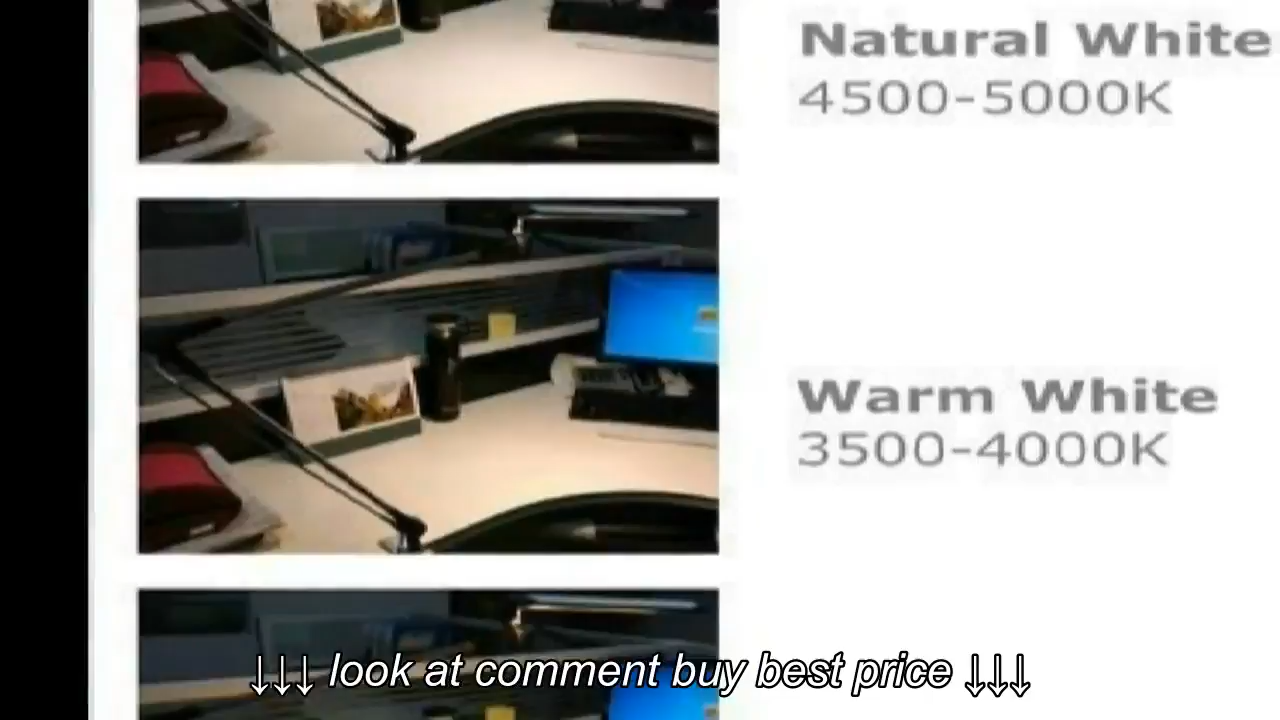 Natural White
4500-5000K
Warm White
3500-4000K
↓↓↓ look at comment buy best price ↓↓↓